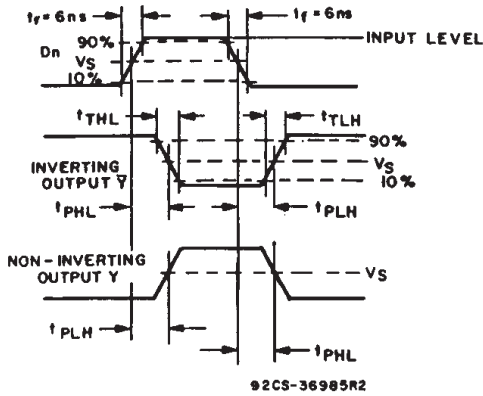 tr=6ns
tf=6ns
INPUT LEVEL
Dn
90%
VS
10%
tTHL
tTLH
90%
VS
10%
INVERTING
OUTPUT Y̅
tPHL
tPLH
NON-INVERTING
OUTPUT Y
VS
tPLH
tPHL
92CS-36985R2